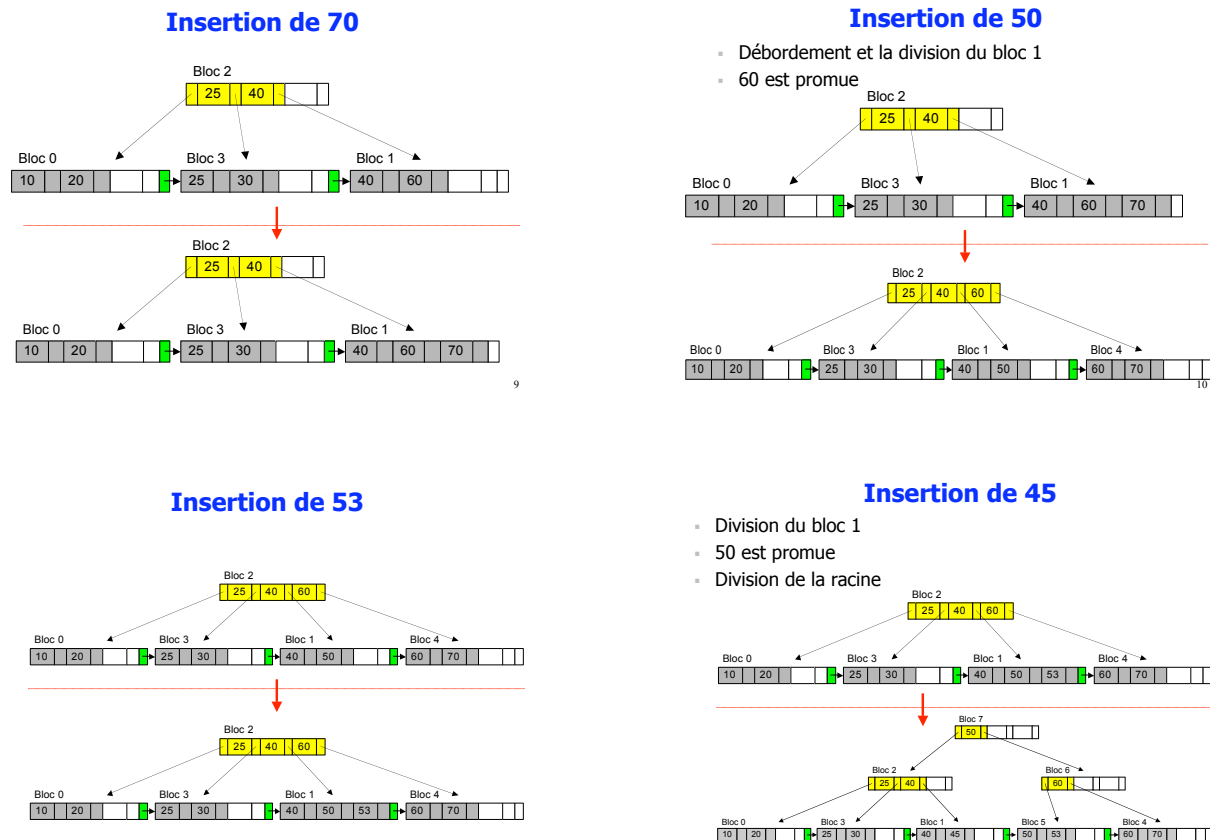 Insertion de 70
Bloc 2
25 40
Bloc 0 Bloc 3 Bloc 1
10 20 25 30 40 60
Bloc 2
25 40
Bloc 0 Bloc 3 Bloc 1
10 20 25 30 40 60 70
9
Insertion de 50
Débordement et la division du bloc 1
60 est promue
Bloc 2
25 40
Bloc 0 Bloc 3 Bloc 1
10 20 25 30 40 60 70
Bloc 2
25 40 60
Bloc 0 Bloc 3 Bloc 1 Bloc 4
10 20 25 30 40 50 60 70
10
Insertion de 53
Bloc 2
25 40 60
Bloc 0 Bloc 3 Bloc 1 Bloc 4
10 20 25 30 40 50 60 70
Bloc 2
25 40 60
Bloc 0 Bloc 3 Bloc 1 Bloc 4
10 20 25 30 40 50 53 60 70
Insertion de 45
Division du bloc 1
50 est promue
Division de la racine
Bloc 2
25 40 60
Bloc 0 Bloc 3 Bloc 1 Bloc 4
10 20 25 30 40 50 53 60 70
Bloc 7
50
Bloc 2 Bloc 6
25 40 60
Bloc 0 Bloc 3 Bloc 1 Bloc 5 Bloc 4
10 20 25 30 40 45 50 53 60 70